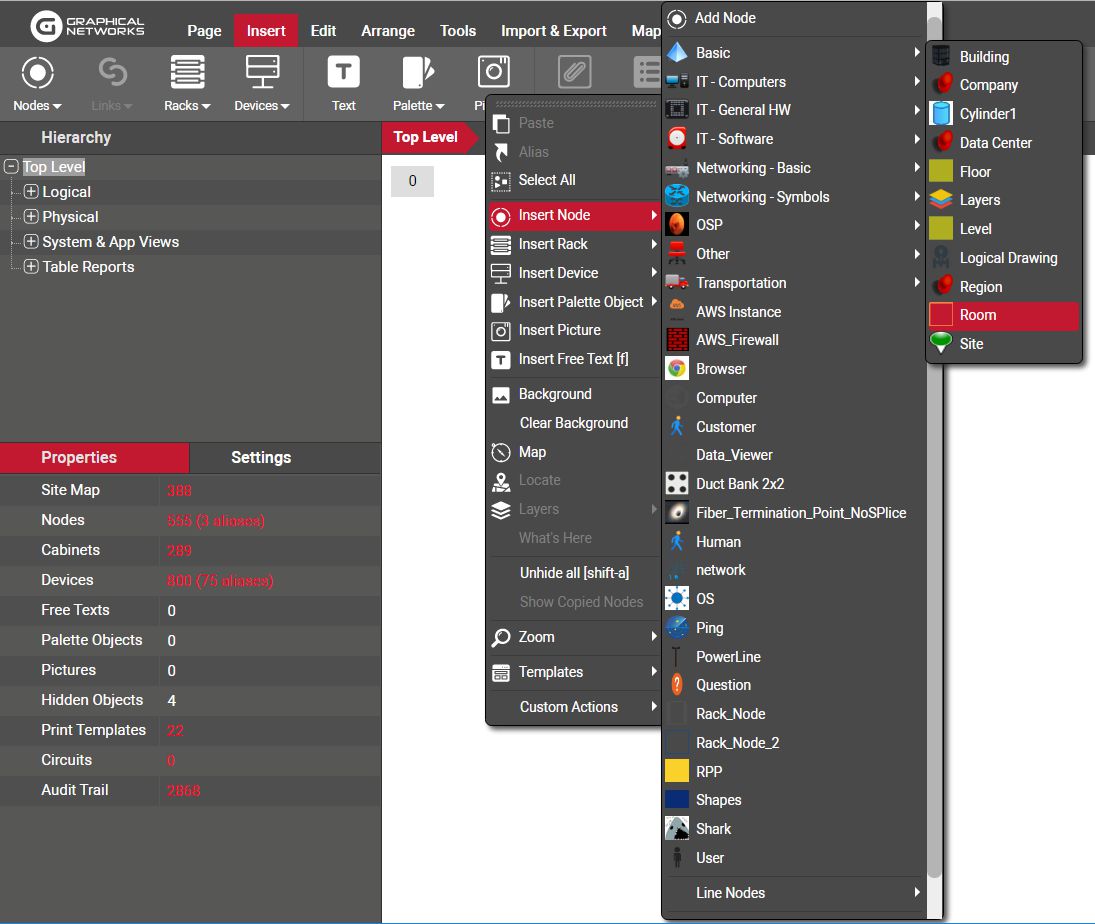 GRAPHICAL
NETWORKS
Page Insert Edit Arrange Tools Import & Export Map
Nodes Links Racks Devices Text Palette
Hierarchy
Top Level
Logical
Physical
System & App Views
Table Reports
Properties Settings
Site Map 388
Nodes 555 (3 aliases)
Cabinets 289
Devices 800 (75 aliases)
Free Texts 0
Palette Objects 0
Pictures 0
Hidden Objects 4
Print Templates 22
Circuits 0
Audit Trail 2868
Top Level
0
Paste
Alias
Select All
Insert Node
Insert Rack
Insert Device
Insert Palette Object
Insert Picture
Insert Free Text [f]
Background
Clear Background
Map
Locate
Layers
What's Here
Unhide all [shift-a]
Show Copied Nodes
Zoom
Templates
Custom Actions
Add Node
Basic
IT - Computers
IT - General HW
IT - Software
Networking - Basic
Networking - Symbols
OSP
Other
Transportation
AWS Instance
AWS_Firewall
Browser
Computer
Customer
Data_Viewer
Duct Bank 2x2
Fiber_Termination_Point_NoSPlice
Human
network
OS
Ping
PowerLine
Question
Rack_Node
Rack_Node_2
RPP
Shapes
Shark
User
Line Nodes
Building
Company
Cylinder1
Data Center
Floor
Layers
Level
Logical Drawing
Region
Room
Site